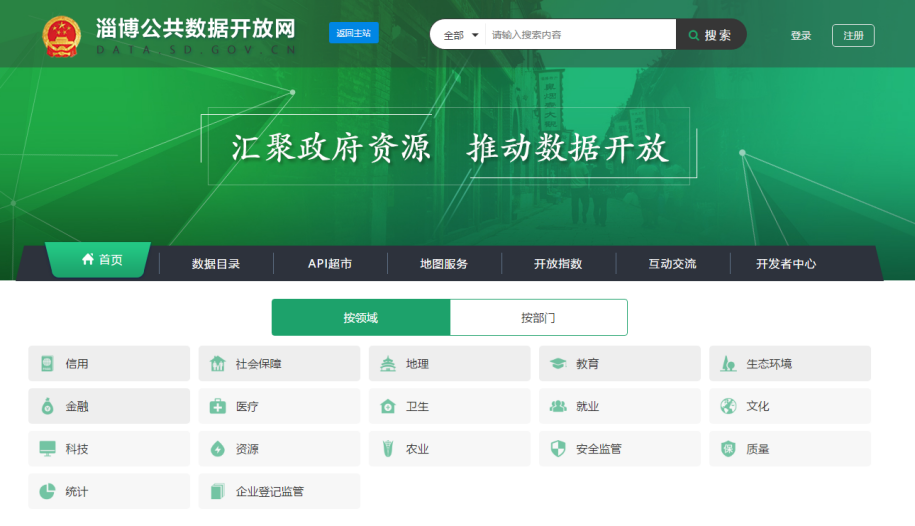 淄博公共数据开放网
DATA.SD.GOV.CN
返回主站
全部
请输入搜索内容
搜索
登录
注册
汇聚政府资源 推动数据开放
首页
数据目录
API超市
地图服务
开放指数
互动交流
开发者中心
按领域
按部门
信用
社会保障
地理
教育
生态环境
金融
医疗
卫生
就业
文化
科技
资源
农业
安全监管
保
质量
统计
企业登记监管